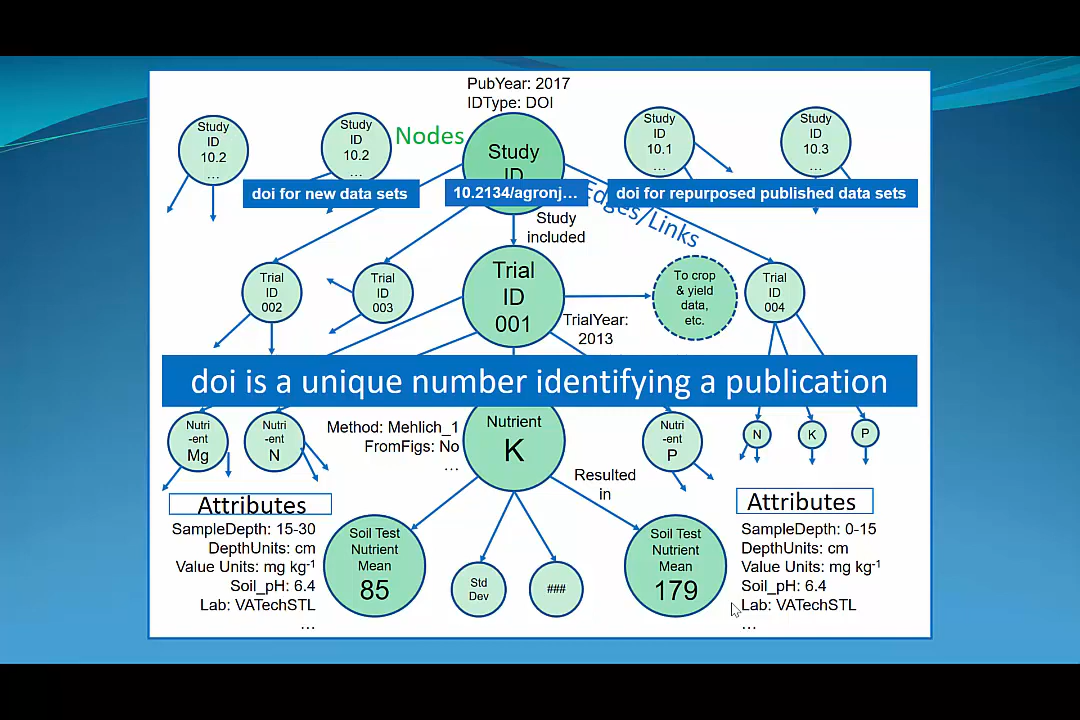 PubYear: 2017
IDType: DOI
Study
ID
10.2
...
Study
ID
10.2
...
Nodes
Study
ID
Study
ID
10.1
...
Study
ID
10.3
...
doi for new data sets
10.2134/agronj...
doi for repurposed published data sets
Edges/Links
Study
included
Trial
ID
002
Trial
ID
003
Trial
ID
001
To crop
& yield
data,
etc.
Trial
ID
004
TrialYear:
2013
doi is a unique number identifying a publication
Nutri
-ent
Mg
Nutri
-ent
N
Method: Mehlich_1
FromFigs: No
...
Nutrient
K
Nutri
-ent
P
N
K
P
Resulted
in
Attributes
SampleDepth: 15-30
DepthUnits: cm
Value Units: mg kg-1
Soil_pH: 6.4
Lab: VATechSTL
...
Soil Test
Nutrient
Mean
85
Std
Dev
###
Soil Test
Nutrient
Mean
179
Attributes
SampleDepth: 0-15
DepthUnits: cm
Value Units: mg kg-1
Soil_pH: 6.4
Lab: VATechSTL
...